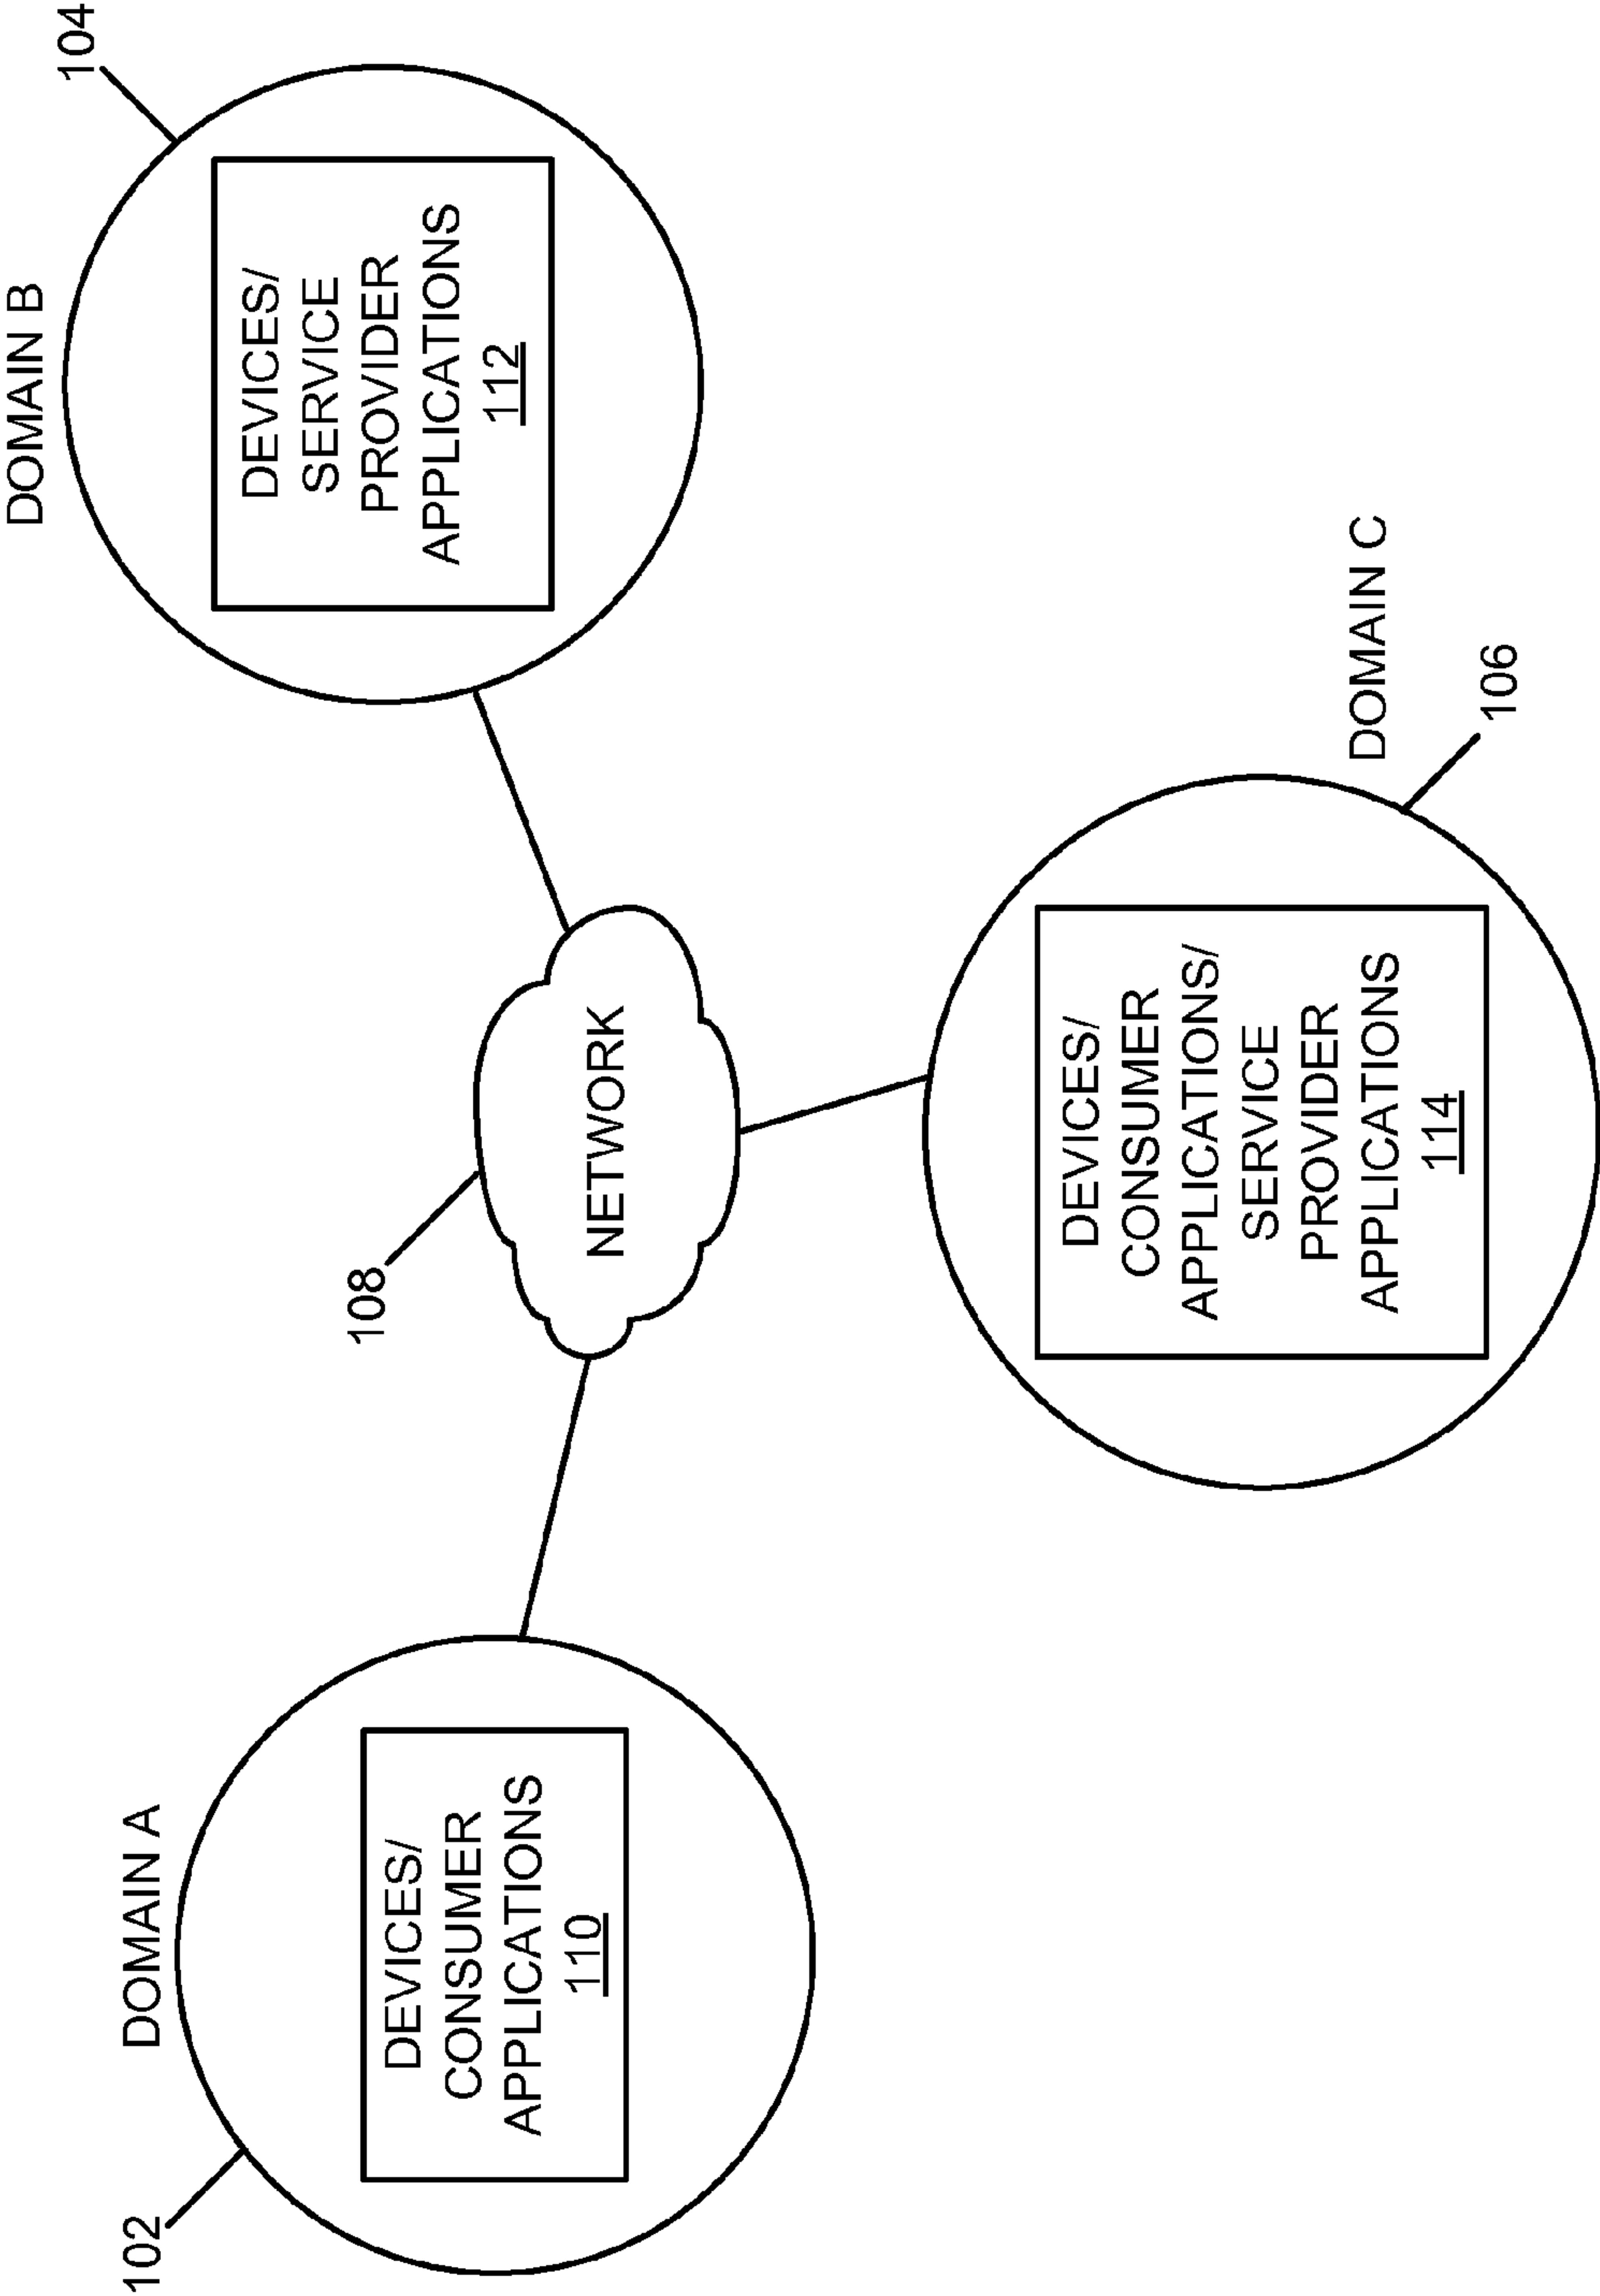 DOMAIN A
102
DEVICES/
CONSUMER
APPLICATIONS
110
108
NETWORK
DOMAIN B
104
DEVICES/
SERVICE
PROVIDER
APPLICATIONS
112
DOMAIN C
106
DEVICES/
CONSUMER
APPLICATIONS/
SERVICE
PROVIDER
APPLICATIONS
114